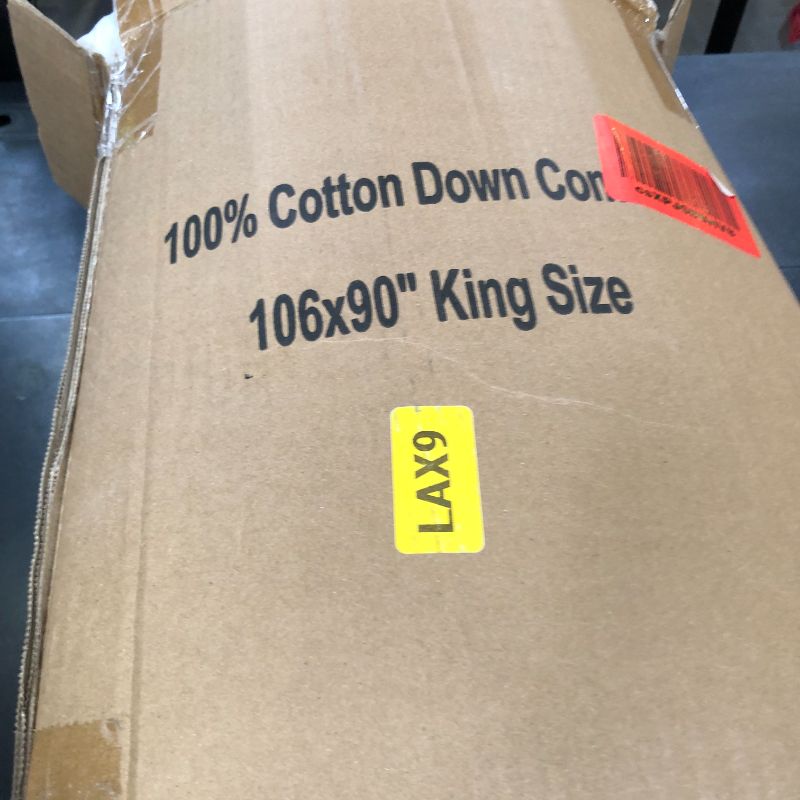 100% Cotton Down Com
106x90" King Size
LAX9